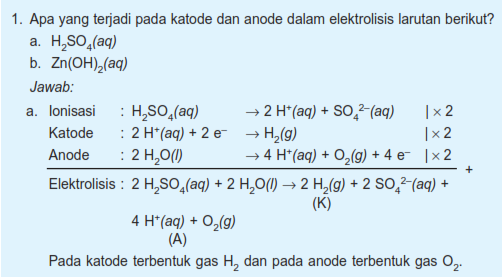 1. Apa yang terjadi pada katode dan anode dalam elektrolisis larutan berikut?
a. H₂SO₄(aq)
b. Zn(OH)₂(aq)
Jawab:
a. Ionisasi : H₂SO₄(aq) → 2 H⁺(aq) + SO₄²⁻(aq) | × 2
Katode : 2 H⁺(aq) + 2 e⁻ → H₂(g) | × 2
Anode : 2 H₂O(l) → 4 H⁺(aq) + O₂(g) + 4 e⁻ | × 2
+
Elektrolisis : 2 H₂SO₄(aq) + 2 H₂O(l) → 2 H₂(g) + 2 SO₄²⁻(aq) +
(K)
4 H⁺(aq) + O₂(g)
(A)
Pada katode terbentuk gas H₂ dan pada anode terbentuk gas O₂.